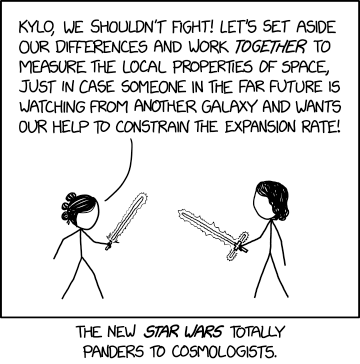 KYLO, WE SHOULDN'T FIGHT! LET'S SET ASIDE
OUR DIFFERENCES AND WORK TOGETHER TO
MEASURE THE LOCAL PROPERTIES OF SPACE,
JUST IN CASE SOMEONE IN THE FAR FUTURE IS
WATCHING FROM ANOTHER GALAXY AND WANTS
OUR HELP TO CONSTRAIN THE EXPANSION RATE!
THE NEW STAR WARS TOTALLY
PANDERS TO COSMOLOGISTS.